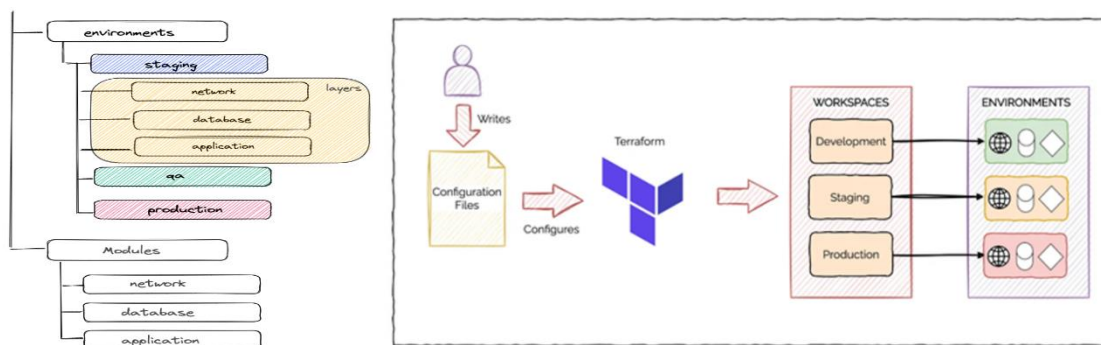 environments
staging
layers
network
database
application
qa
production
Modules
network
database
application
Writes
Configuration
Files
Configures
Terraform
WORKSPACES
Development
Staging
Production
ENVIRONMENTS